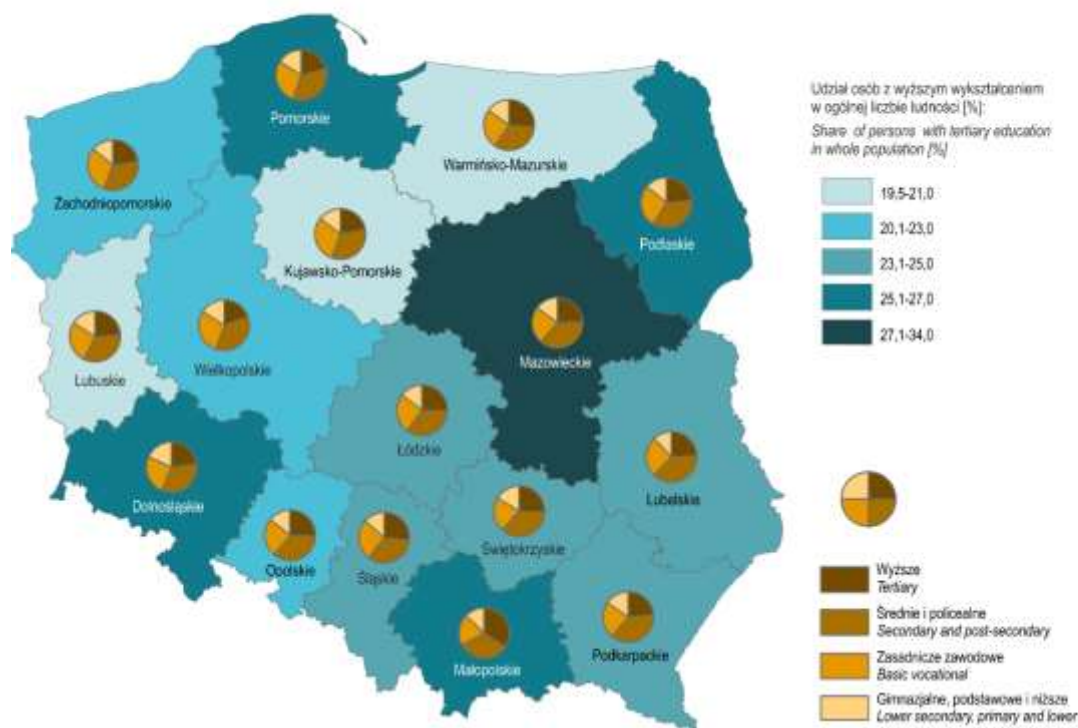 Pomorskie
Warmińsko-Mazurskie
Zachodniopomorskie
Podlaskie
Kujawsko-Pomorskie
Mazowieckie
Lubuskie
Wielkopolskie
Łódzkie
Lubelskie
Dolnośląskie
Świętokrzyskie
Opolskie
Śląskie
Małopolskie
Podkarpackie
Udział osób z wyższym wykształceniem
w ogólnej liczbie ludności [%]:
Share of persons with tertiary education
in whole population [%]
19,5-21,0
20,1-23,0
23,1-25,0
25,1-27,0
27,1-34,0
Wyższe
Tertiary
Średnie i policealne
Secondary and post-secondary
Zasadnicze zawodowe
Basic vocational
Gimnazjalne, podstawowe i niższe
Lower secondary, primary and lower